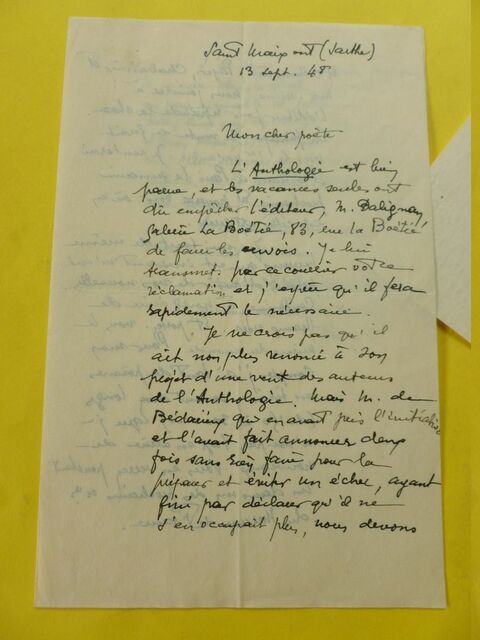 Saint Maixent (Sarthe)
13 sept. 48
Mon cher poète
L'Anthologie est bien
parue, et les vacances seules ont
dû empêcher l'éditeur, M. Dalignay,
Galerie La Boëtie, 83, rue La Boëtie
de faire les envois. Je lui
transmet par ce courrier votre
réclamation et j'espère qu'il fera
rapidement le nécessaire.
Je ne crois pas qu'il
ait non plus renoncé à son
projet d'une vente des auteurs
de l'Anthologie. Mais M. de
Bédarieux qui en avait pris l'initiative
et l'avait fait annoncer deux
fois sans rien faire pour la
préparer et éviter un échec, ayant
fini par déclarer qu'il ne
s'en occupait plus, nous devons